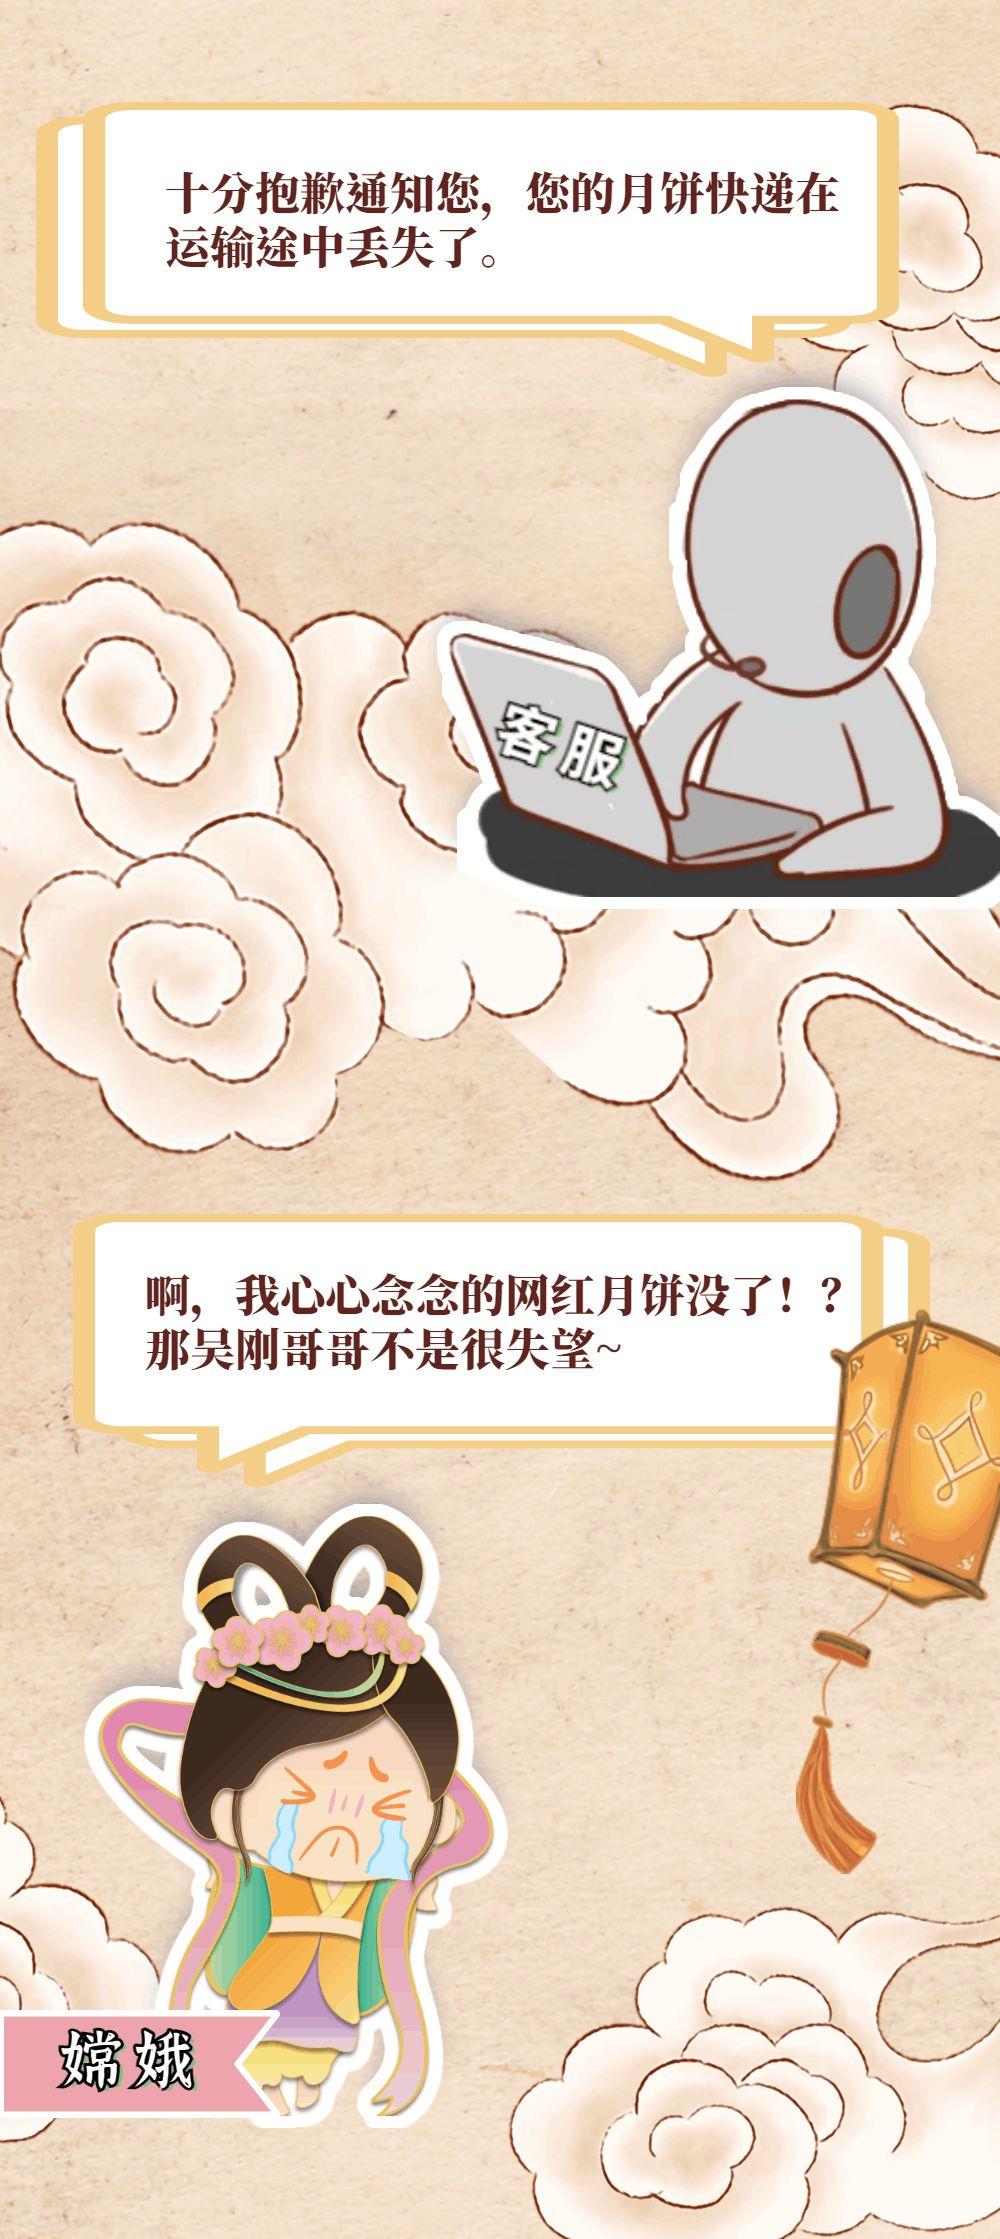 十分抱歉通知您，您的月饼快递在
运输途中丢失了。
客服
啊，我心心念念的网红月饼没了！？
那吴刚哥哥不是很失望~
嫦娥